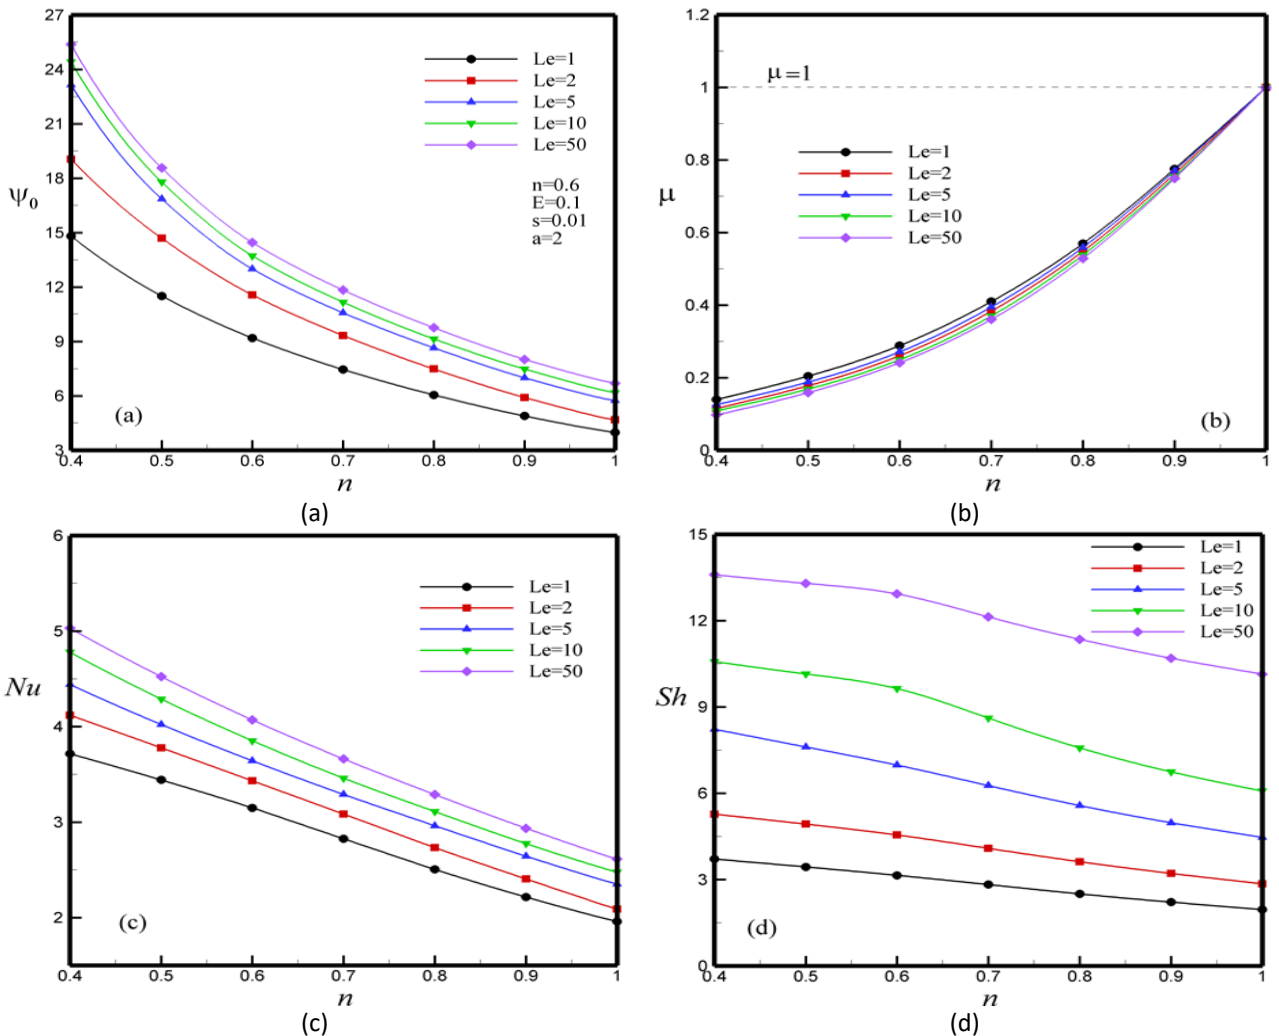 27
24
21
18
15
12
9
6
3
ψ0
Le=1
Le=2
Le=5
Le=10
Le=50
n=0.6
E=0.1
s=0.01
a=2
(a)
0.4 0.5 0.6 0.7 0.8 0.9 1
n
(a)
1.2
1
0.8
0.6
0.4
0.2
0
μ
μ=1
Le=1
Le=2
Le=5
Le=10
Le=50
(b)
0.4 0.5 0.6 0.7 0.8 0.9 1
n
(b)
6
5
4
3
2
Nu
Le=1
Le=2
Le=5
Le=10
Le=50
(c)
0.4 0.5 0.6 0.7 0.8 0.9 1
n
(c)
15
12
9
6
3
0
Sh
Le=1
Le=2
Le=5
Le=10
Le=50
(d)
0.4 0.5 0.6 0.7 0.8 0.9 1
n
(d)